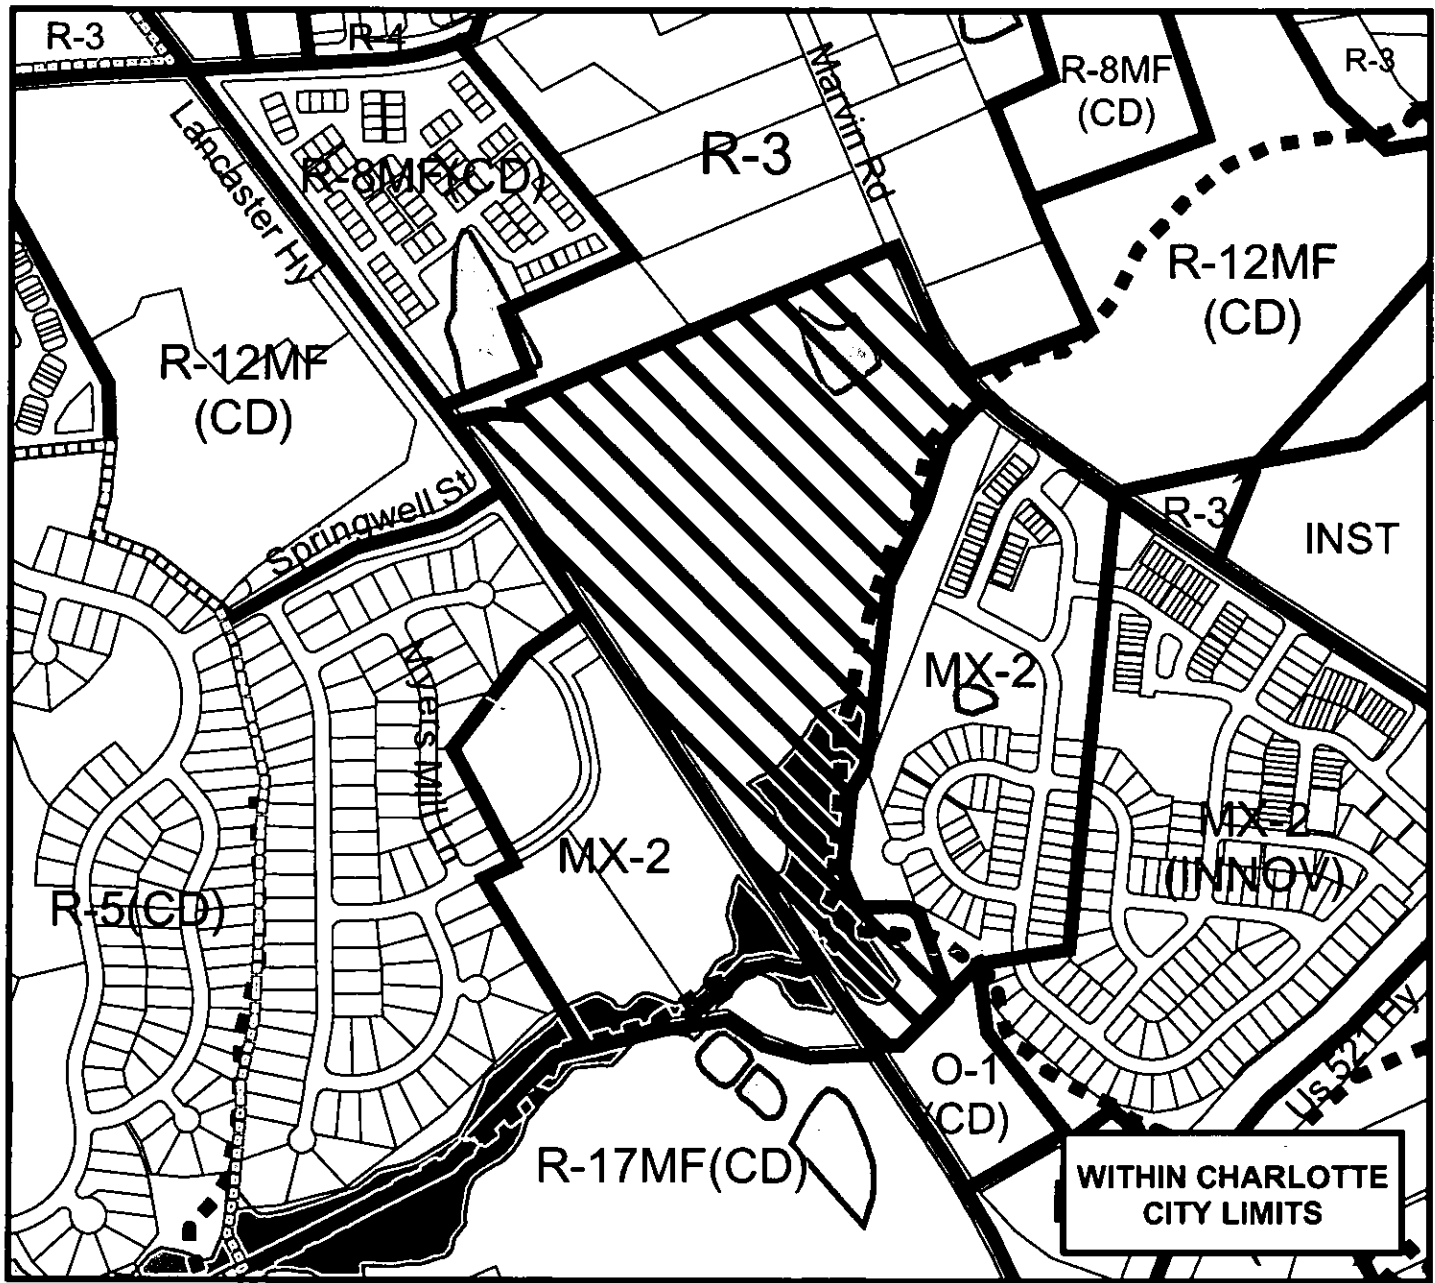 R-3
R-4
R-8MF
(CD)
R-3
Marvin Rd
Lancaster Hy
R-8MF(CD)
R-3
R-12MF
(CD)
R-12MF
(CD)
Springwell St
R-3
INST
MX-2
Myers Mill Ln
MX-2
MX-2
(INNOV)
R-5(CD)
Us 521 Hy
O-1
(CD)
R-17MF(CD)
WITHIN CHARLOTTE
CITY LIMITS